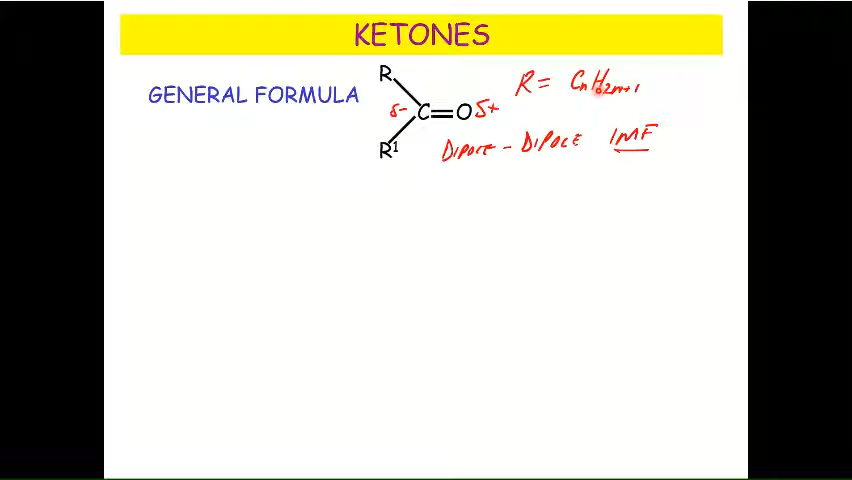 KETONES
R R = CnH2n+1
GENERAL FORMULA
δ- C=O δ+
R1 DIPOLE - DIPOLE IMF